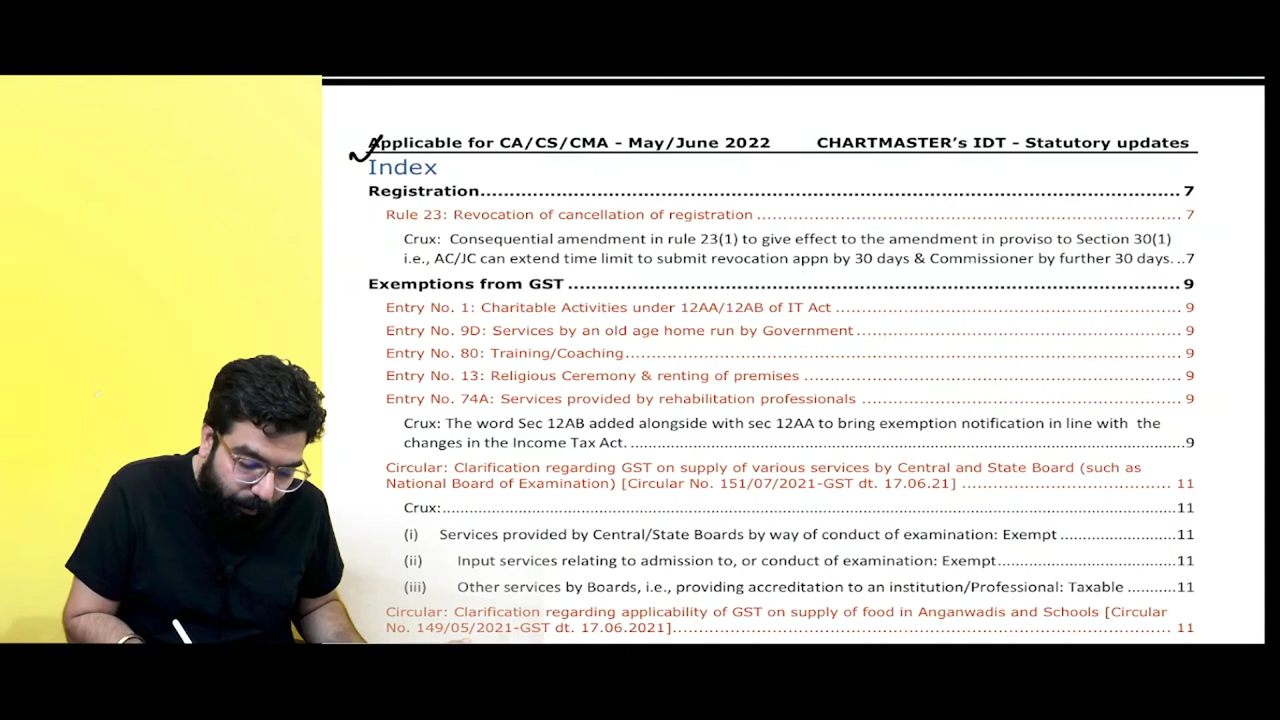 Applicable for CA/CS/CMA - May/June 2022 CHARTMASTER's IDT - Statutory updates
Index
Registration.......................................................................................................................7
Rule 23: Revocation of cancellation of registration .................................................................. 7
Crux: Consequential amendment in rule 23(1) to give effect to the amendment in proviso to Section 30(1)
i.e., AC/JC can extend time limit to submit revocation appn by 30 days & Commissioner by further 30 days. ..7
Exemptions from GST ..........................................................................................................9
Entry No. 1: Charitable Activities under 12AA/12AB of IT Act ...................................................... 9
Entry No. 9D: Services by an old age home run by Government................................................... 9
Entry No. 80: Training/Coaching....................................................................................... 9
Entry No. 13: Religious Ceremony & renting of premises .......................................................... 9
Entry No. 74A: Services provided by rehabilitation professionals .................................................. 9
Crux: The word Sec 12AB added alongside with sec 12AA to bring exemption notification in line with the
changes in the Income Tax Act. ........................................................................................9
Circular: Clarification regarding GST on supply of various services by Central and State Board (such as
National Board of Examination) [Circular No. 151/07/2021-GST dt. 17.06.21] ................................ 11
Crux:.......................................................................................................................11
(i) Services provided by Central/State Boards by way of conduct of examination: Exempt ..................11
(ii) Input services relating to admission to, or conduct of examination: Exempt............................11
(iii) Other services by Boards, i.e., providing accreditation to an institution/Professional: Taxable ..........11
Circular: Clarification regarding applicability of GST on supply of food in Anganwadis and Schools [Circular
No. 149/05/2021-GST dt. 17.06.2021].............................................................................. 11